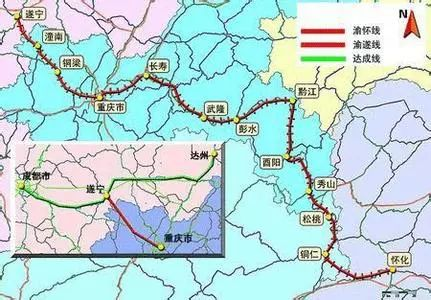 遂宁
潼南
铜梁
重庆市
长寿
武隆
彭水
黔江
酉阳
秀山
松桃
铜仁
怀化
N
渝怀线
渝遂线
达成线
达州
成都市
遂宁
重庆市